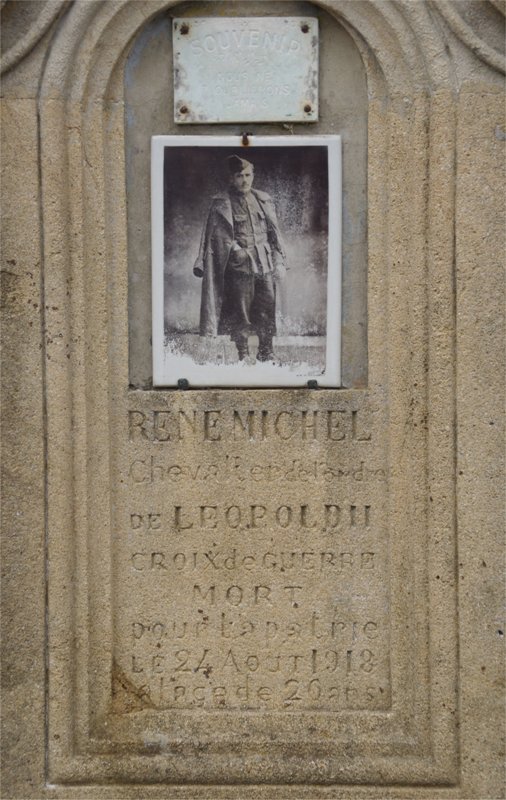 SOUVENIR
RENE MICHEL
Chevalier de l'ordre
DE LEOPOLD II
CROIX de GUERRE
MORT
pour la patrie
LE 24 AOUT 1918
a l'age de 20 ans